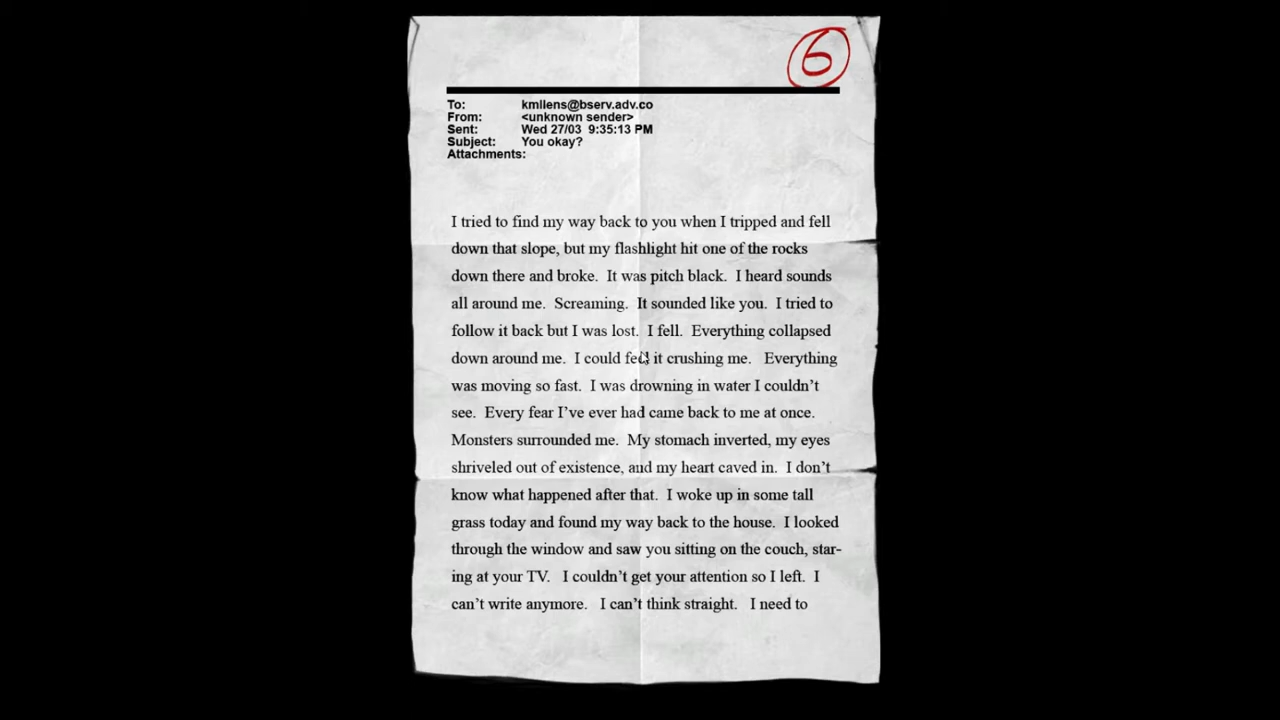 6
To: kmilens@bserv.adv.co
From: <unknown sender>
Sent: Wed 27/03 9:35:13 PM
Subject: You okay?
Attachments:
I tried to find my way back to you when I tripped and fell
down that slope, but my flashlight hit one of the rocks
down there and broke.  It was pitch black.  I heard sounds
all around me.  Screaming.  It sounded like you.  I tried to
follow it back but I was lost.  I fell.  Everything collapsed
down around me.  I could feel it crushing me.   Everything
was moving so fast.  I was drowning in water I couldn’t
see.  Every fear I’ve ever had came back to me at once.
Monsters surrounded me.  My stomach inverted, my eyes
shriveled out of existence, and my heart caved in.  I don’t
know what happened after that.  I woke up in some tall
grass today and found my way back to the house.  I looked
through the window and saw you sitting on the couch, star-
ing at your TV.   I couldn’t get your attention so I left.  I
can’t write anymore.   I can’t think straight.   I need to